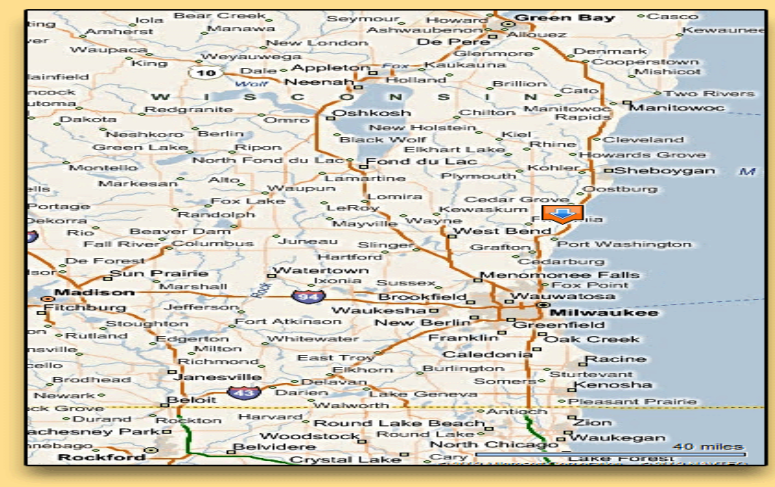 Iola Bear Creek Seymour Howard Green Bay Casco
Amherst Manawa Ashwaubenon Allouez Kewaunee
Waupaca New London De Pere Denmark
King Weyauwega Glenmore Cooperstown
10 Dale Appleton Fox Kaukauna Mishicot
Wolf Neenah Holland Brillion Cato Two Rivers
W I S C O N S I N
Redgranite Omro Oshkosh Chilton Manitowoc Rapids Manitowoc
Dakota New Holstein Kiel
Neshkoro Berlin Black Wolf Cleveland
Green Lake Ripon Elkhart Lake Rhine
North Fond du Lac Fond du Lac Howards Grove
Montello Alto Lamartine Plymouth Kohler Sheboygan M
Markesan Waupun Oostburg
Portage Fox Lake Lomira Cedar Grove
Randolph LeRoy Kewaskum
Rio Beaver Dam Mayville Wayne West Bend
Fall River Columbus Juneau Slinger Grafton Port Washington
De Forest Hartford Cedarburg
Sun Prairie Watertown Menomonee Falls
Marshall Rock Ixonia Sussex Fox Point
Madison 94 Brookfield Wauwatosa
Fitchburg Jefferson Waukesha Milwaukee
Stoughton Fort Atkinson New Berlin Greenfield
Rutland Edgerton Whitewater Franklin Oak Creek
Milton East Troy Caledonia
Richmond Elkhorn Burlington Racine
Janesville Delavan Sturtevant
Brodhead Somers Kenosha
Newark 43 Darien Lake Geneva
Beloit Walworth Pleasant Prairie
Durand Rockton Harvard Antioch
Round Lake Beach Zion
Woodstock Round Lake Waukegan
Belvidere North Chicago 40 miles
Rockford Crystal Lake Cary Lake Forest